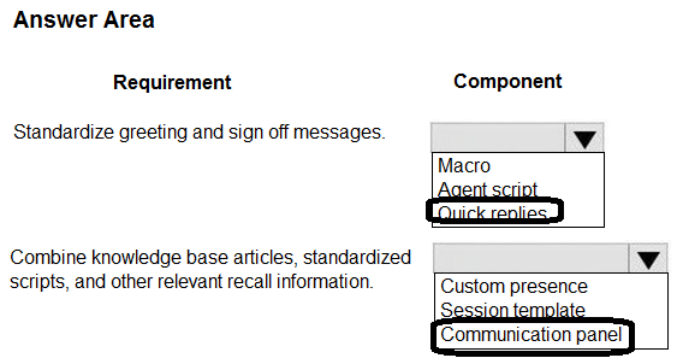 Answer Area
Requirement
Component
Standardize greeting and sign off messages.
Macro
Agent script
Quick replies
Combine knowledge base articles, standardized
scripts, and other relevant recall information.
Custom presence
Session template
Communication panel